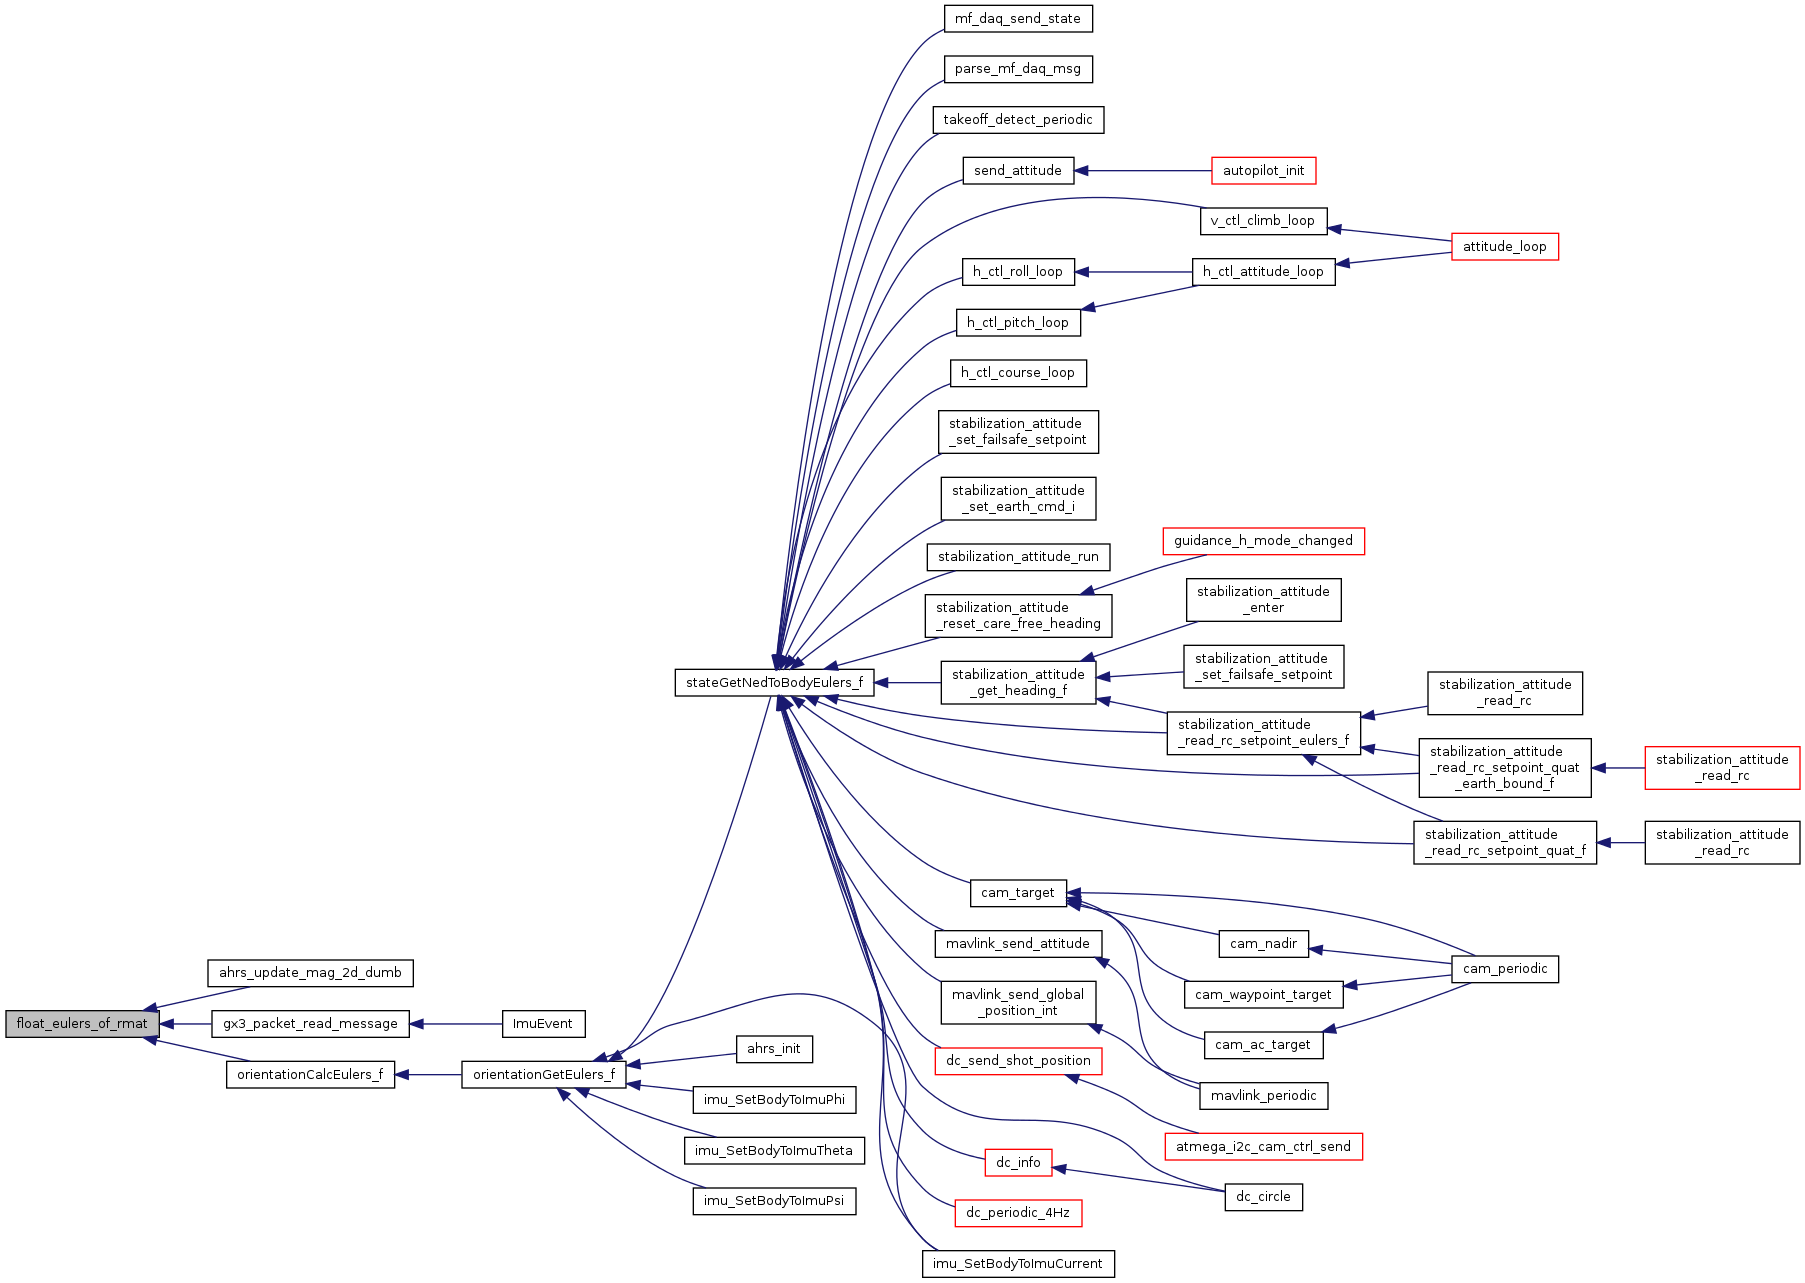 mf_daq_send_state
parse_mf_daq_msg
takeoff_detect_periodic
send_attitude
autopilot_init
v_ctl_climb_loop
attitude_loop
h_ctl_roll_loop
h_ctl_attitude_loop
h_ctl_pitch_loop
h_ctl_course_loop
stabilization_attitude
_set_failsafe_setpoint
stabilization_attitude
_set_earth_cmd_i
stabilization_attitude_run
guidance_h_mode_changed
stabilization_attitude
_reset_care_free_heading
stabilization_attitude
_enter
stateGetNedToBodyEulers_f
stabilization_attitude
_get_heading_f
stabilization_attitude
_set_failsafe_setpoint
stabilization_attitude
_read_rc
stabilization_attitude
_read_rc_setpoint_eulers_f
stabilization_attitude
_read_rc_setpoint_quat
_earth_bound_f
stabilization_attitude
_read_rc
stabilization_attitude
_read_rc_setpoint_quat_f
stabilization_attitude
_read_rc
cam_target
mavlink_send_attitude
cam_nadir
cam_periodic
cam_waypoint_target
mavlink_send_global
_position_int
cam_ac_target
ahrs_update_mag_2d_dumb
float_eulers_of_rmat
gx3_packet_read_message
ImuEvent
orientationCalcEulers_f
orientationGetEulers_f
ahrs_init
imu_SetBodyToImuPhi
imu_SetBodyToImuTheta
imu_SetBodyToImuPsi
dc_send_shot_position
mavlink_periodic
atmega_i2c_cam_ctrl_send
dc_info
dc_circle
dc_periodic_4Hz
imu_SetBodyToImuCurrent